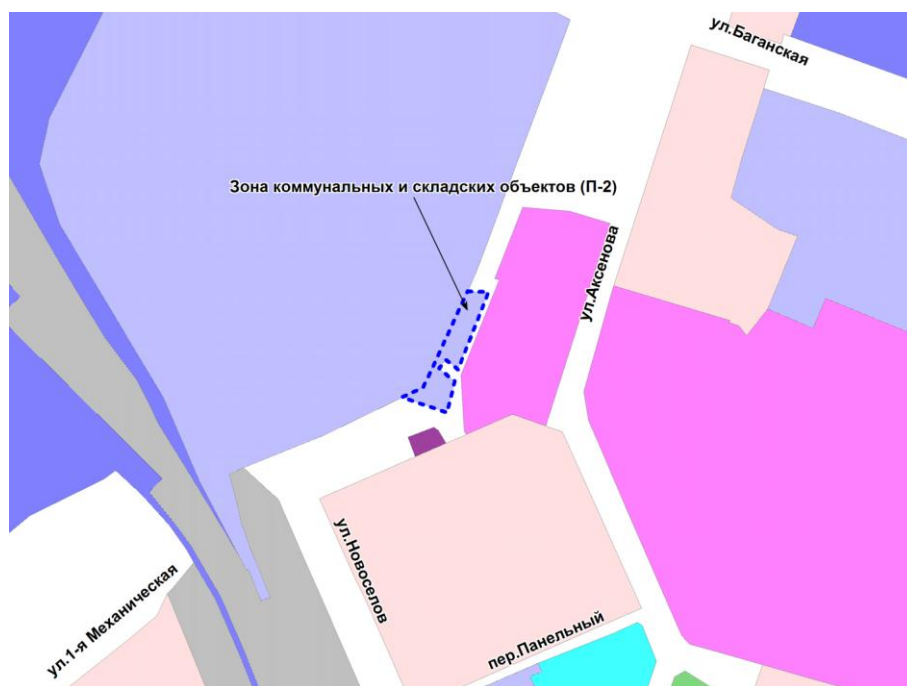 ул.Баганская
Зона коммунальных и складских объектов (П-2)
ул.Аксенова
ул.Новоселов
ул.1-я Механическая
пер.Панельный